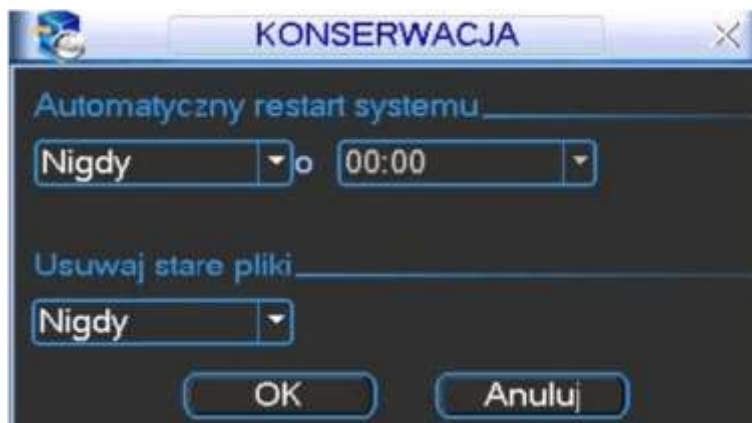 KONSERWACJA
Automatyczny restart systemu
Nigdy o 00:00
Usuwaj stare pliki
Nigdy
OK Anuluj